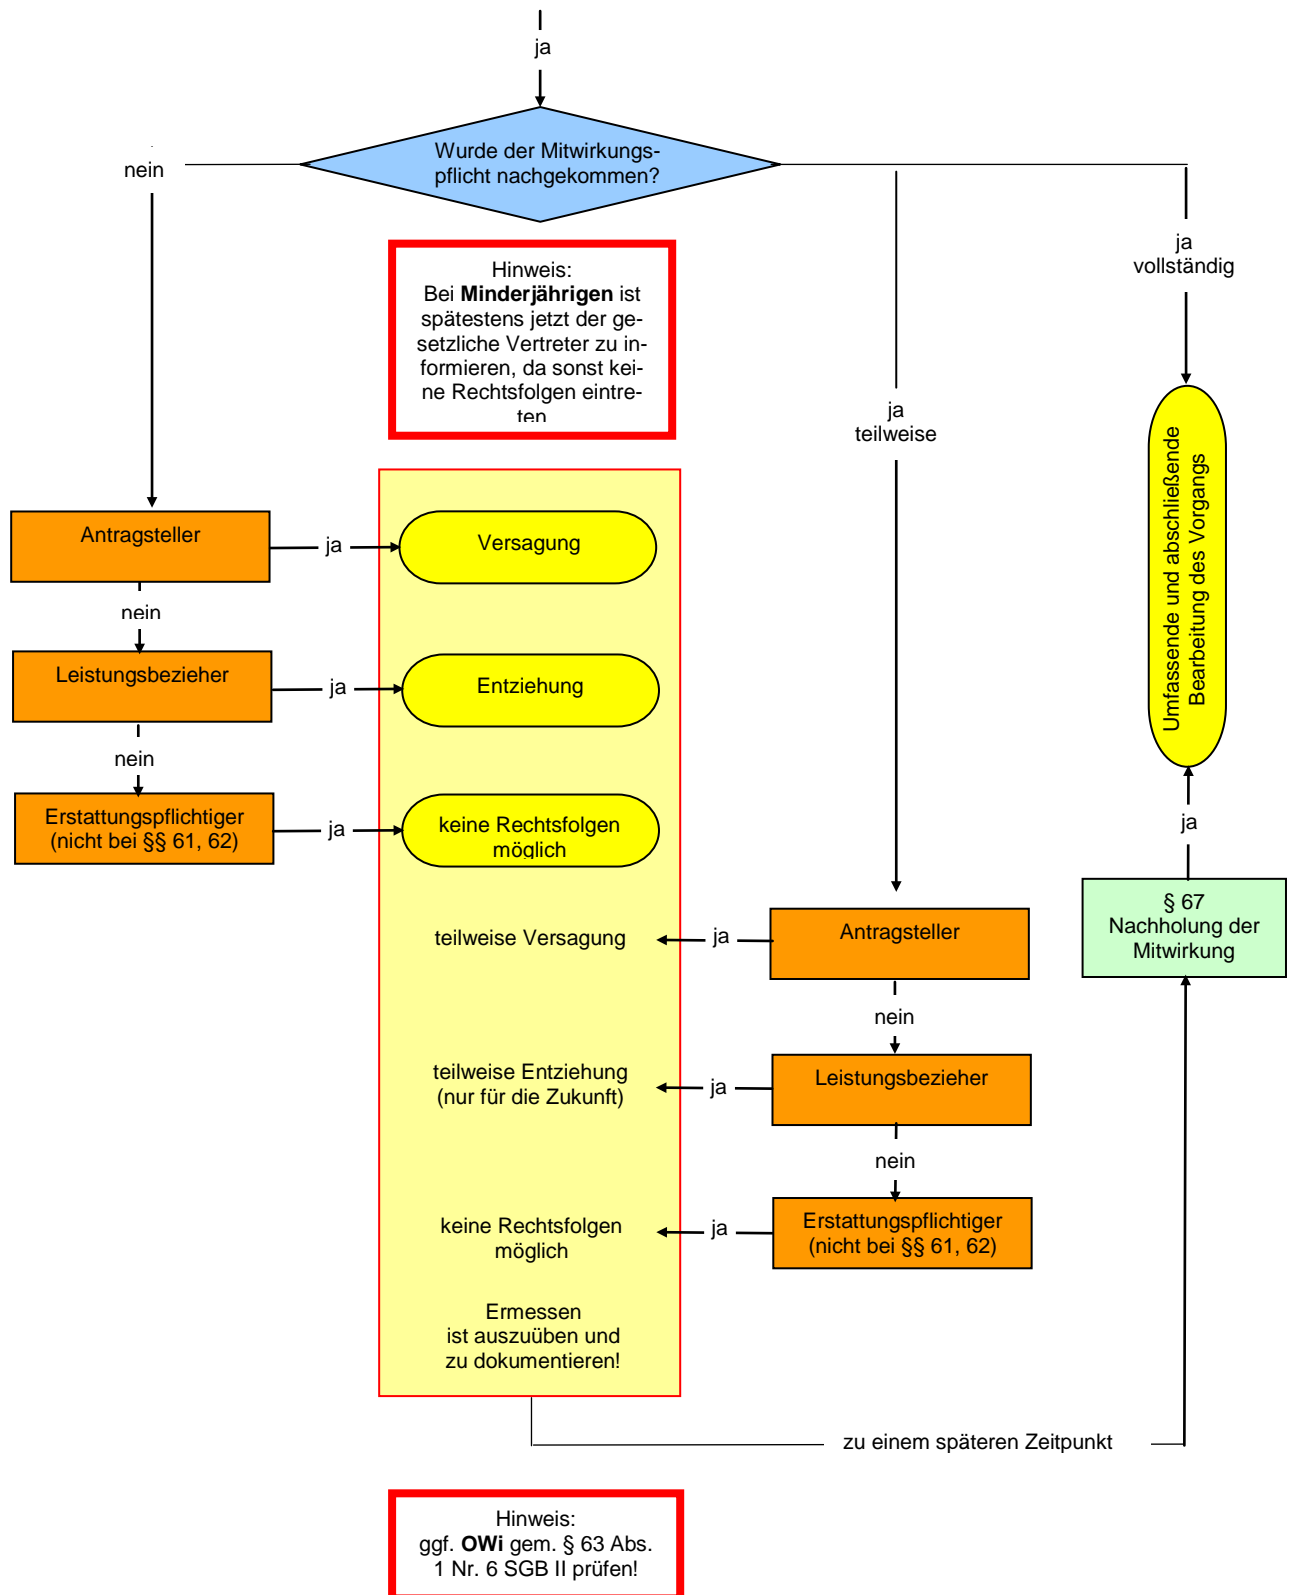 ja
Wurde der Mitwirkungs-
pflicht nachgekommen?
nein
ja
vollständig
Hinweis:
Bei Minderjährigen ist
spätestens jetzt der ge-
setzliche Vertreter zu in-
formieren, da sonst kei-
ne Rechtsfolgen eintre-
ten
ja
teilweise
Umfassende und abschließende
Bearbeitung des Vorgangs
Antragsteller
ja
Versagung
nein
Leistungsbezieher
ja
Entziehung
nein
Erstattungspflichtiger
(nicht bei §§ 61, 62)
ja
keine Rechtsfolgen
möglich
ja
§ 67
Nachholung der
Mitwirkung
teilweise Versagung
ja
Antragsteller
nein
teilweise Entziehung
(nur für die Zukunft)
ja
Leistungsbezieher
nein
keine Rechtsfolgen
möglich
ja
Erstattungspflichtiger
(nicht bei §§ 61, 62)
Ermessen
ist auszuüben und
zu dokumentieren!
zu einem späteren Zeitpunkt
Hinweis:
ggf. OWi gem. § 63 Abs.
1 Nr. 6 SGB II prüfen!